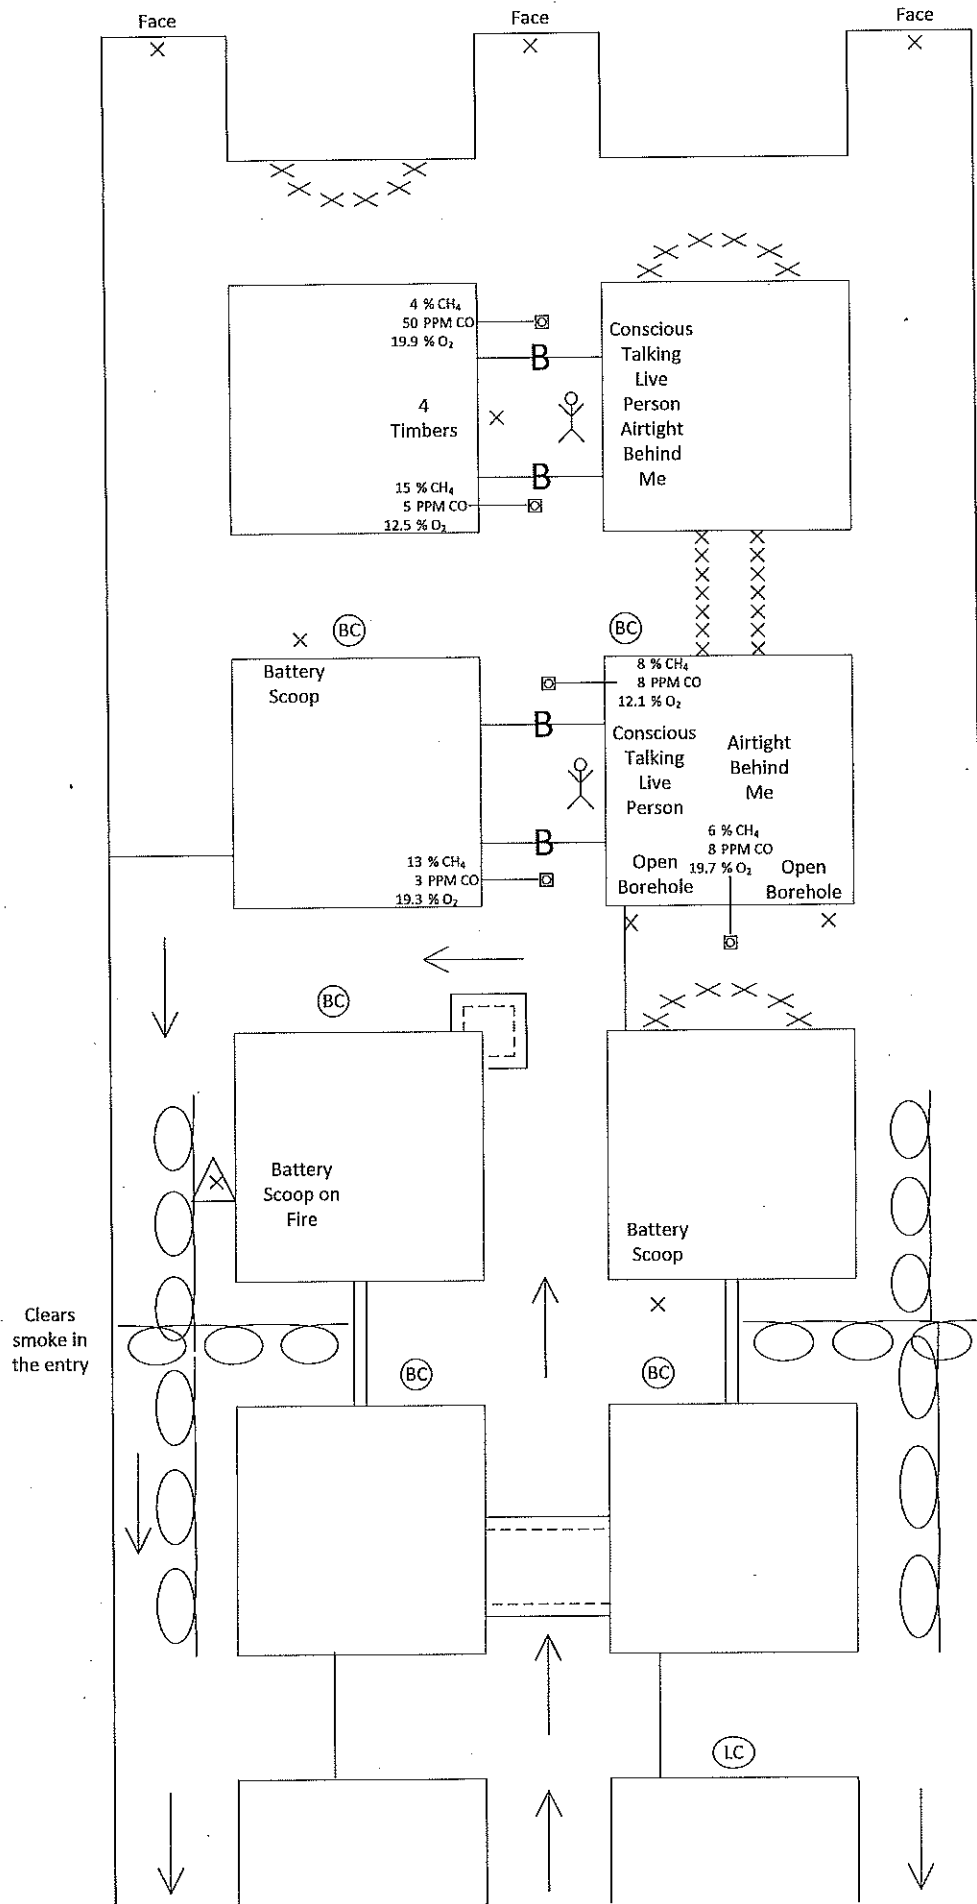 Face
Face
Face
4 % CH₄
50 PPM CO
19.9 % O₂
B
4
Timbers
Conscious
Talking
Live
Person
Airtight
Behind
Me
B
15 % CH₄
5 PPM CO
12.5 % O₂
BC
BC
Battery
Scoop
8 % CH₄
8 PPM CO
12.1 % O₂
B
Conscious
Talking
Live
Person
Airtight
Behind
Me
6 % CH₄
8 PPM CO
19.7 % O₂
B
13 % CH₄
3 PPM CO
19.3 % O₂
Open
Borehole
Open
Borehole
BC
Battery
Scoop on
Fire
Battery
Scoop
Clears
smoke in
the entry
BC
BC
LC